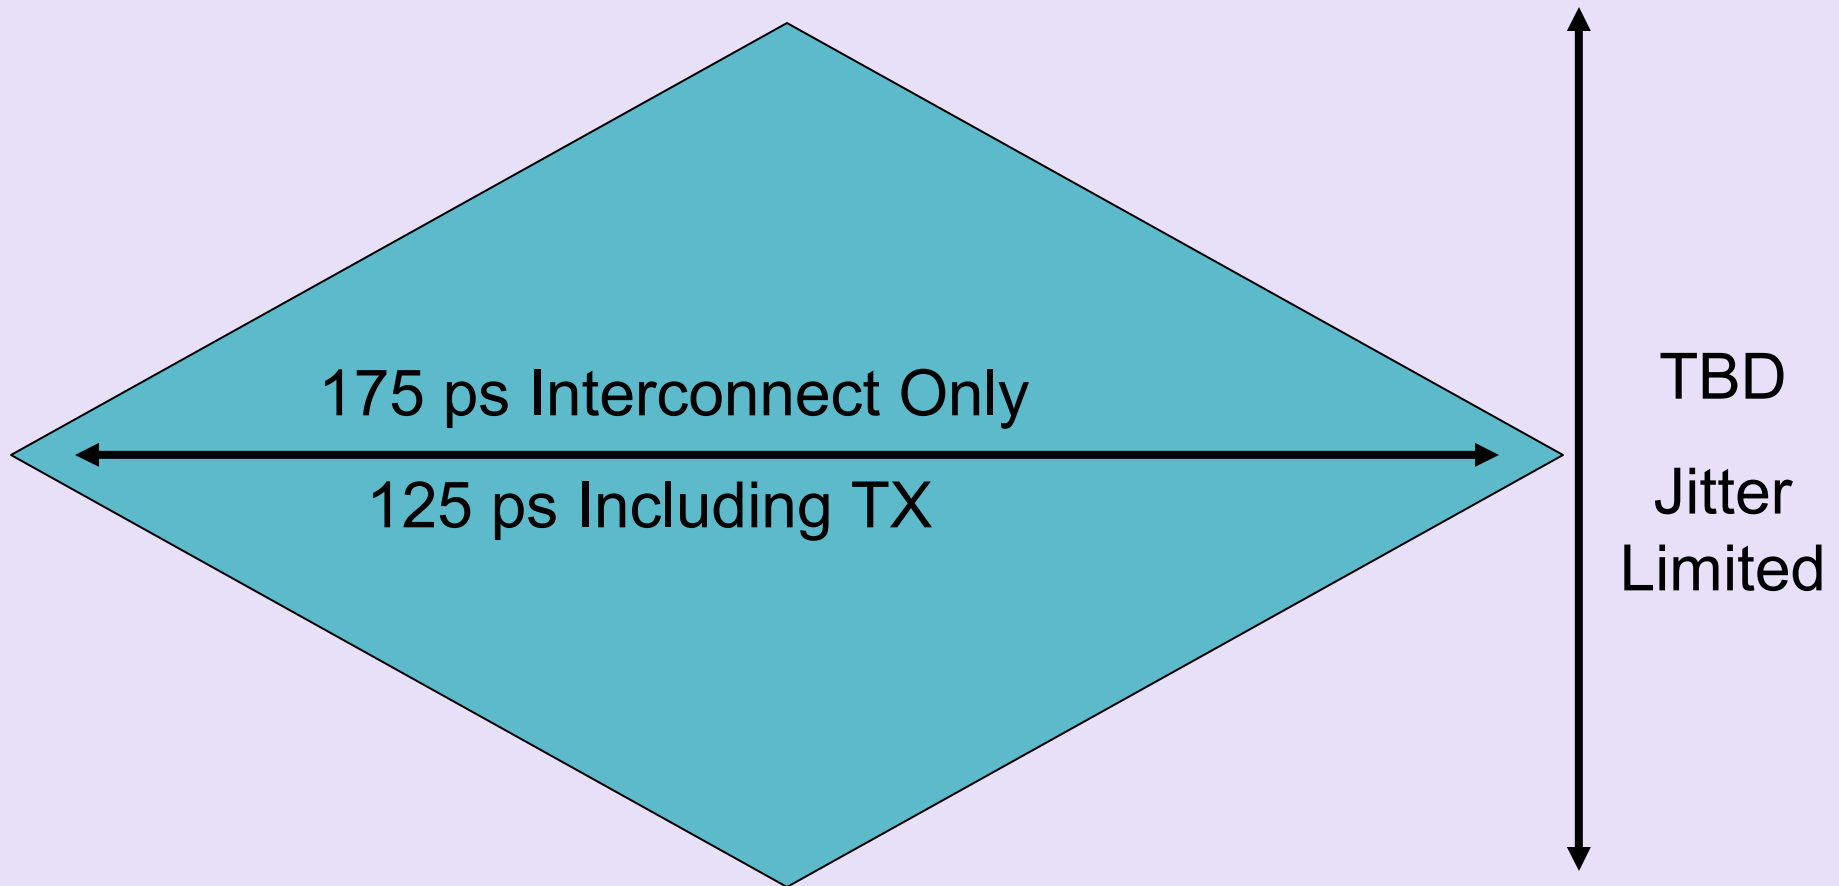 175 ps Interconnect Only
125 ps Including TX
TBD
Jitter
Limited